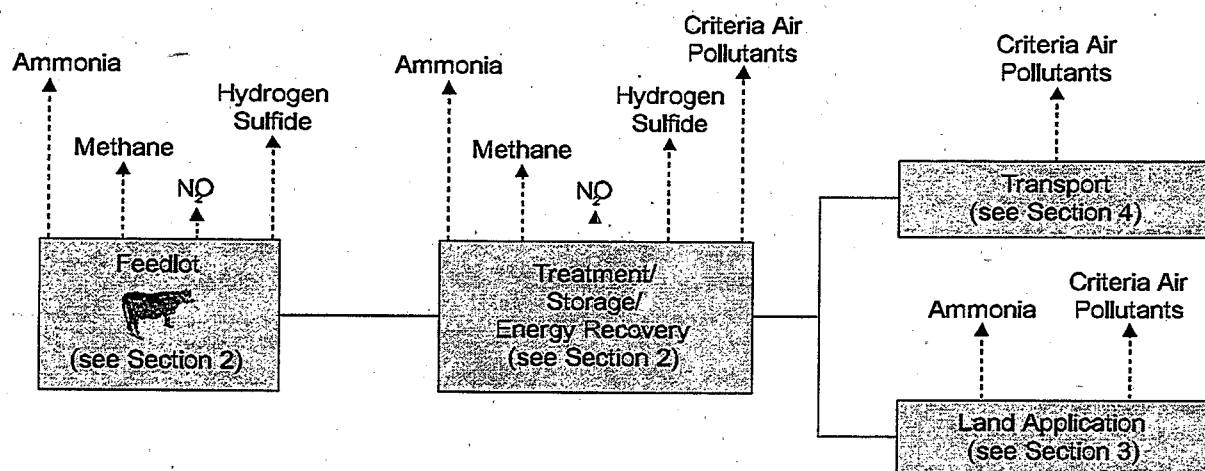 Ammonia
Methane
N₂O
Hydrogen
Sulfide
Feedlot
(see Section 2)
Ammonia
Methane
N₂O
Hydrogen
Sulfide
Criteria Air
Pollutants
Treatment/
Storage/
Energy Recovery
(see Section 2)
Criteria Air
Pollutants
Transport
(see Section 4)
Ammonia
Criteria Air
Pollutants
Land Application
(see Section 3)